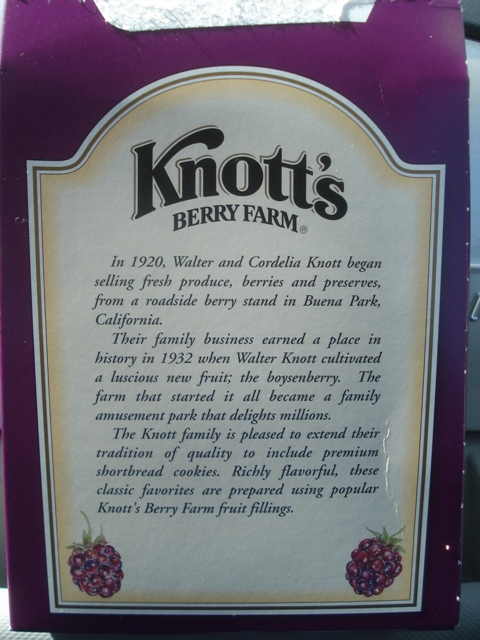 Knott's
BERRY FARM®
In 1920, Walter and Cordelia Knott began
selling fresh produce, berries and preserves,
from a roadside berry stand in Buena Park,
California.
Their family business earned a place in
history in 1932 when Walter Knott cultivated
a luscious new fruit; the boysenberry. The
farm that started it all became a family
amusement park that delights millions.
The Knott family is pleased to extend their
tradition of quality to include premium
shortbread cookies. Richly flavorful, these
classic favorites are prepared using popular
Knott's Berry Farm fruit fillings.